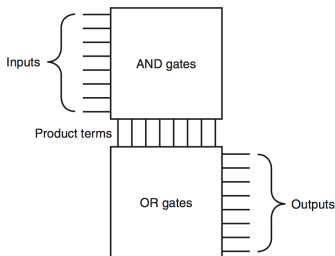 Inputs
AND gates
Product terms
OR gates
Outputs